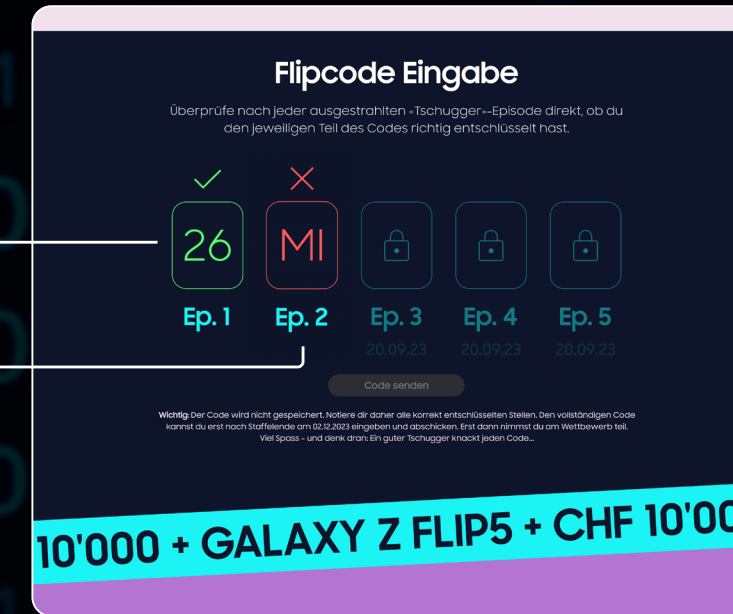 Flipcode Eingabe
Überprüfe nach jeder ausgestrahlten «Tschugger»-Episode direkt, ob du
den jeweiligen Teil des Codes richtig entschlüsselt hast.
26 MI
Ep. 1 Ep. 2 Ep. 3 Ep. 4 Ep. 5
20.09.23 20.09.23 20.09.23
Code senden
Wichtig: Der Code wird nicht gespeichert. Notiere dir daher alle korrekt entschlüsselten Stellen. Den vollständigen Code
kannst du erst nach Staffelende am 02.12.2023 eingeben und abschicken. Erst dann nimmst du am Wettbewerb teil.
Viel Spass – und denk dran: Ein guter Tschugger knackt jeden Code...
10'000 + GALAXY Z FLIP5 + CHF 10'00